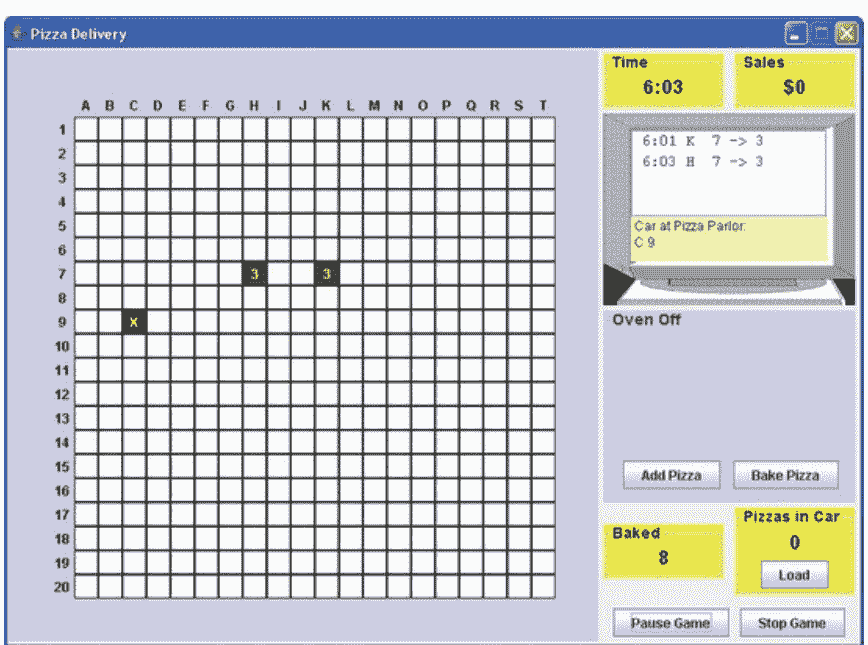 Pizza Delivery
Time
6:03
Sales
$0
A B C D E F G H I J K L M N O P Q R S T
1
2
3
4
5
6
7 3 3
8
9 X
10
11
12
13
14
15
16
17
18
19
20
6:01 K 7 -> 3
6:03 H 7 -> 3
Car at Pizza Parlor:
C 9
Oven Off
Add Pizza
Bake Pizza
Baked
8
Pizzas in Car
0
Load
Pause Game
Stop Game